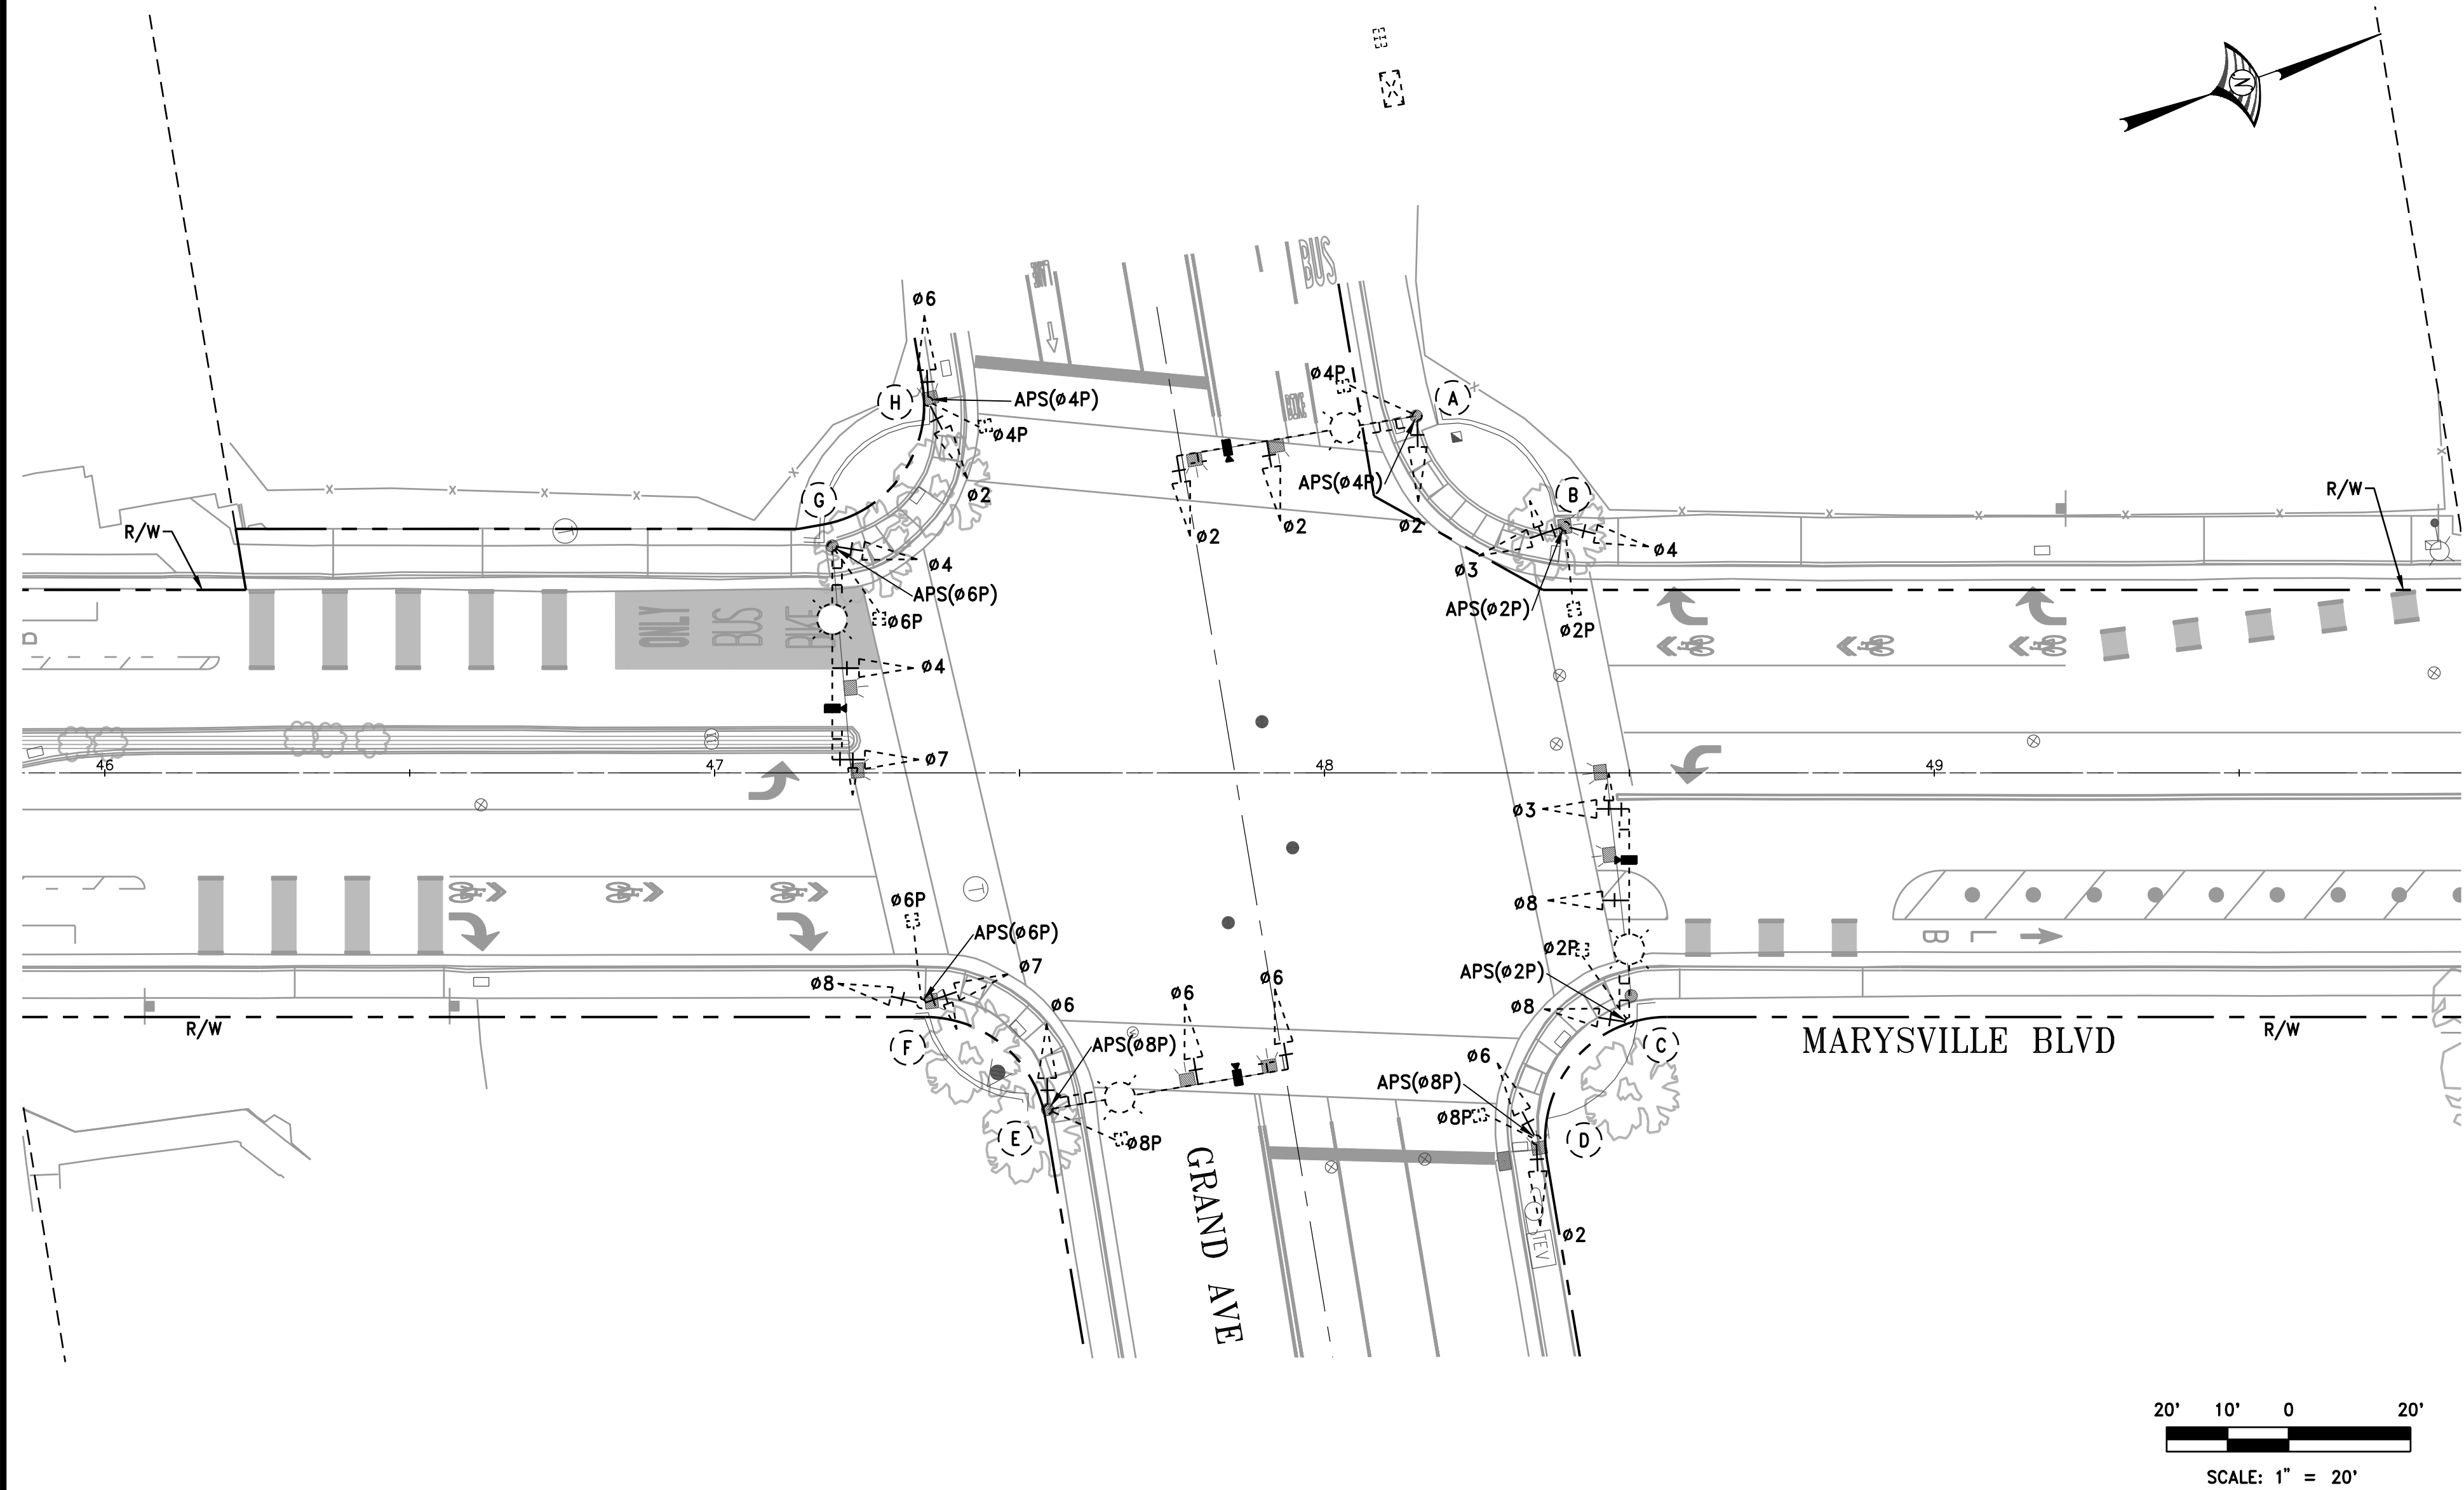 BUS
ø6
ø4P
A
H
APS(ø4P)
BIKE
ø4P
APS(ø4P)
R/W
G
ø2
B
ø2
ø2
ø2
R/W
ø4
ø4
ø3
APS(ø6P)
APS(ø2P)
ONLY
BUS
BKE
ø6P
ø2P
ø4
ø7
46
47
48
49
ø3
ø6P
ø8
APS(ø6P)
B L
ø2P
ø7
APS(ø2P)
ø8
ø6
ø6
ø6
ø8
R/W
F
APS(ø8P)
C
MARYSVILLE BLVD
R/W
ø6
APS(ø8P)
E
ø8P
ø8P
D
GRAND AVE
ø2
TEV
20' 10' 0 20'
SCALE: 1" = 20'